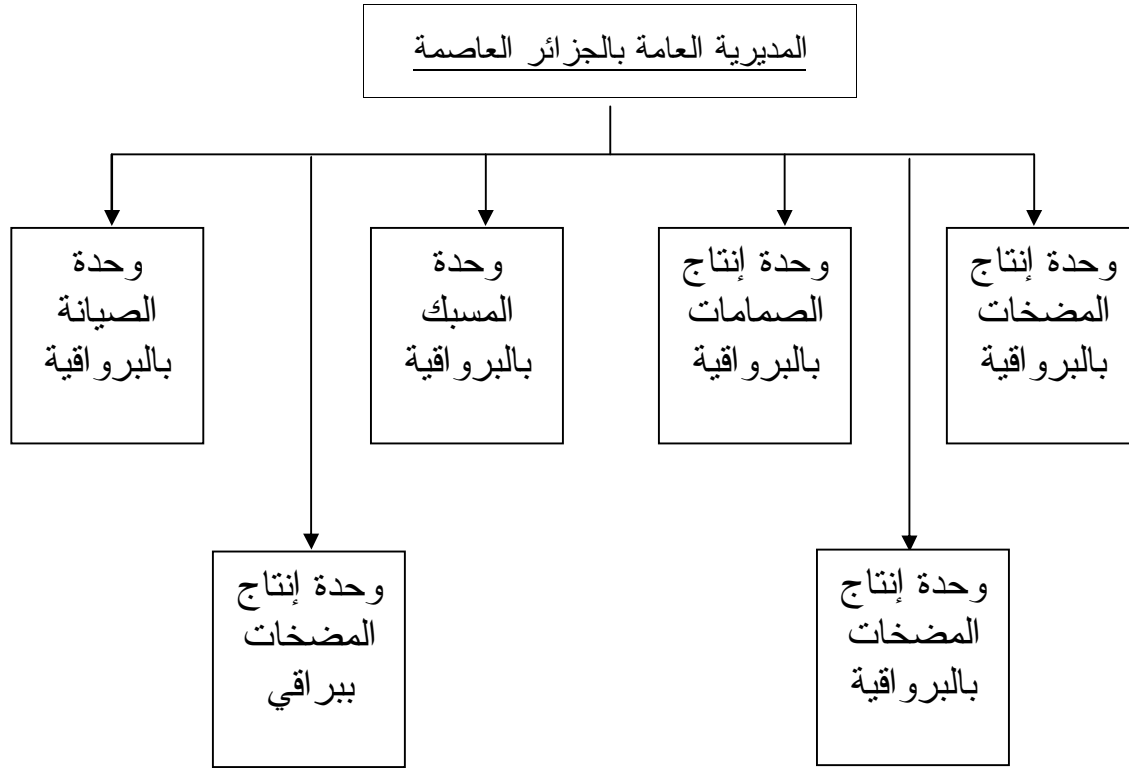 المديرية العامة بالجزائر العاصمة
وحدة إنتاج
المضخات
بالبرواقية
وحدة إنتاج
الصمامات
بالبرواقية
وحدة
المسبك
بالبرواقية
وحدة
الصيانة
بالبرواقية
وحدة إنتاج
المضخات
بالبرواقية
وحدة إنتاج
المضخات
ببراقي